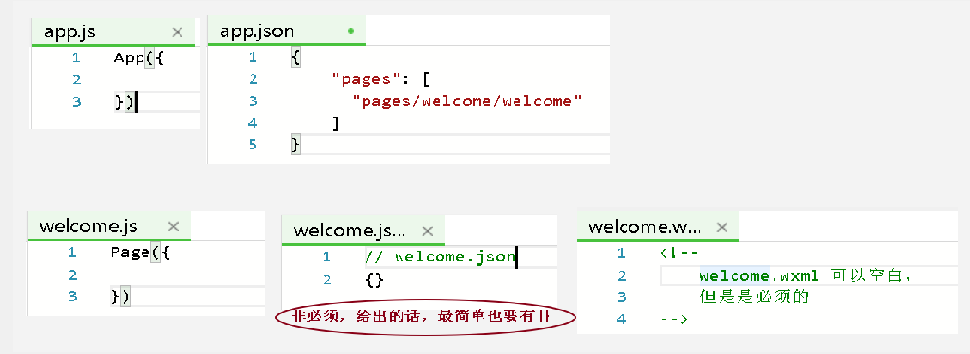 app.js ×
1 App({
2
3 })
app.json
1 {
2 "pages": [
3 "pages/welcome/welcome"
4 ]
5 }
welcome.js ×
1 Page({
2
3 })
welcome.js... ×
1 // welcome.json
2 {}
非必须，给出的话，最简单也要有{}
welcome.w... ×
1 <!--
2 welcome.wxml 可以空白，
3 但是是必须的
4 -->